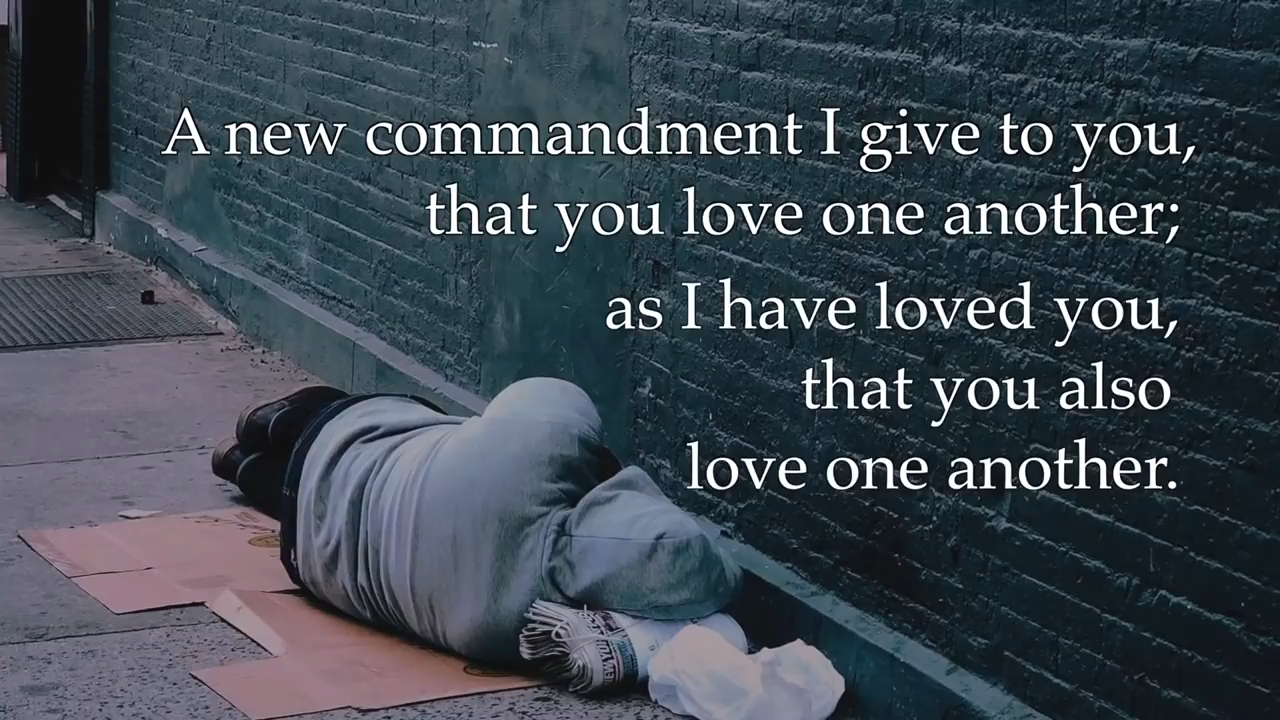 A new commandment I give to you,
that you love one another;
as I have loved you,
that you also
love one another.